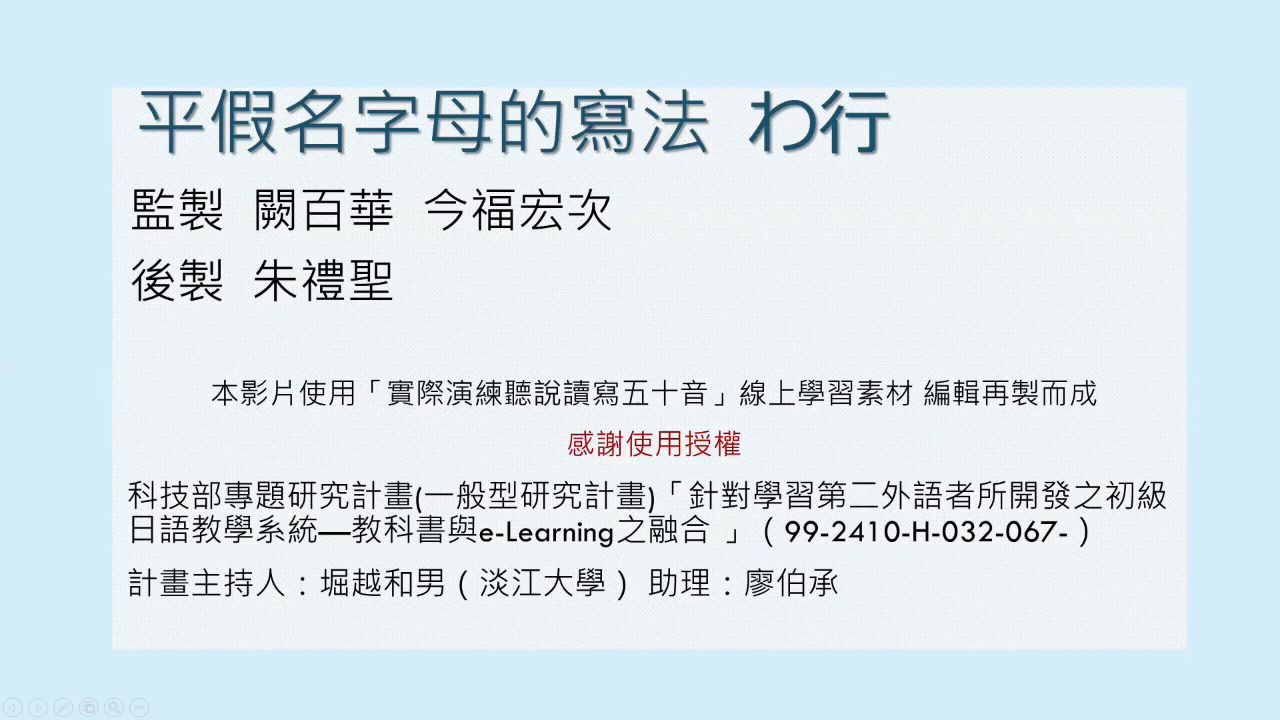 平假名字母的寫法 わ行
監製 闕百華 今福宏次
後製 朱禮聖
本影片使用「實際演練聽說讀寫五十音」線上學習素材 編輯再製而成
感謝使用授權
科技部專題研究計畫(一般型研究計畫)「針對學習第二外語者所開發之初級
日語教學系統—教科書與e-Learning之融合 」（99-2410-H-032-067-）
計畫主持人：堀越和男（淡江大學） 助理：廖伯承